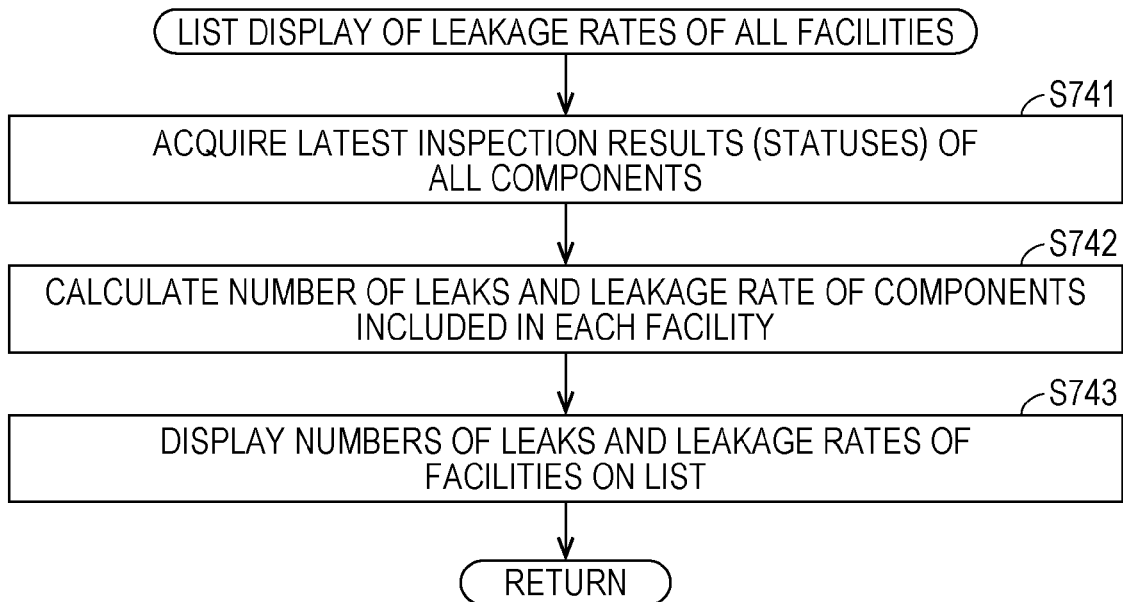 LIST DISPLAY OF LEAKAGE RATES OF ALL FACILITIES
S741
ACQUIRE LATEST INSPECTION RESULTS (STATUSES) OF
ALL COMPONENTS
S742
CALCULATE NUMBER OF LEAKS AND LEAKAGE RATE OF COMPONENTS
INCLUDED IN EACH FACILITY
S743
DISPLAY NUMBERS OF LEAKS AND LEAKAGE RATES OF
FACILITIES ON LIST
RETURN